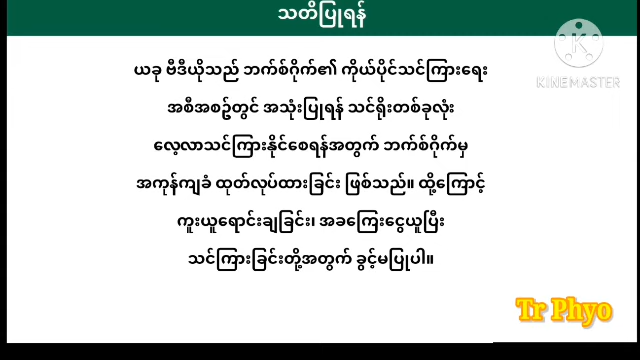 သတိပြုရန်
ယခု ဗီဒီယိုသည် ဘက်စ်ဂိုက်၏ ကိုယ်ပိုင်သင်ကြားရေး
အစီအစဥ်တွင် အသုံးပြုရန် သင်ရိုးတစ်ခုလုံး
လေ့လာသင်ကြားနိုင်စေရန်အတွက် ဘက်စ်ဂိုက်မှ
အကုန်ကျခံ ထုတ်လုပ်ထားခြင်း ဖြစ်သည်။ ထို့ကြောင့်
ကူးယူရောင်းချခြင်း၊ အခကြေးငွေယူပြီး
သင်ကြားခြင်းတို့အတွက် ခွင့်မပြုပါ။
K
KINEMASTER
Tr Phyo